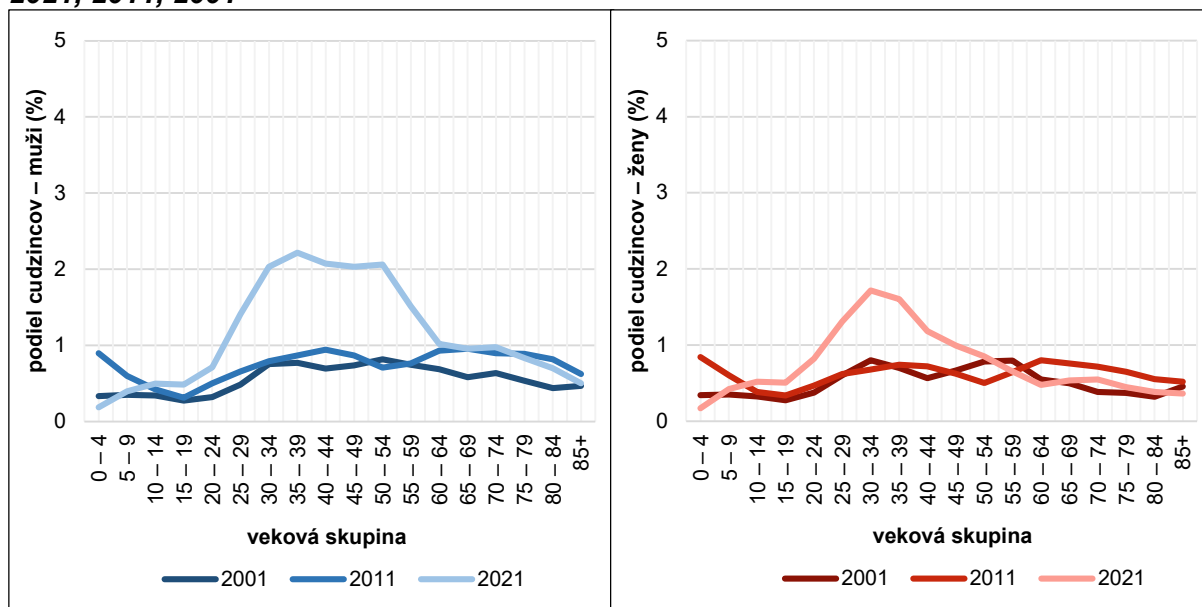 2021, 2011, 2001
podiel cudzincov – muži (%)
5
4
3
2
1
0
0 – 4
5 – 9
10 – 14
15 – 19
20 – 24
25 – 29
30 – 34
35 – 39
40 – 44
45 – 49
50 – 54
55 – 59
60 – 64
65 – 69
70 – 74
75 – 79
80 – 84
85+
veková skupina
2001 2011 2021
podiel cudzincov – ženy (%)
5
4
3
2
1
0
0 – 4
5 – 9
10 – 14
15 – 19
20 – 24
25 – 29
30 – 34
35 – 39
40 – 44
45 – 49
50 – 54
55 – 59
60 – 64
65 – 69
70 – 74
75 – 79
80 – 84
85+
veková skupina
2001 2011 2021